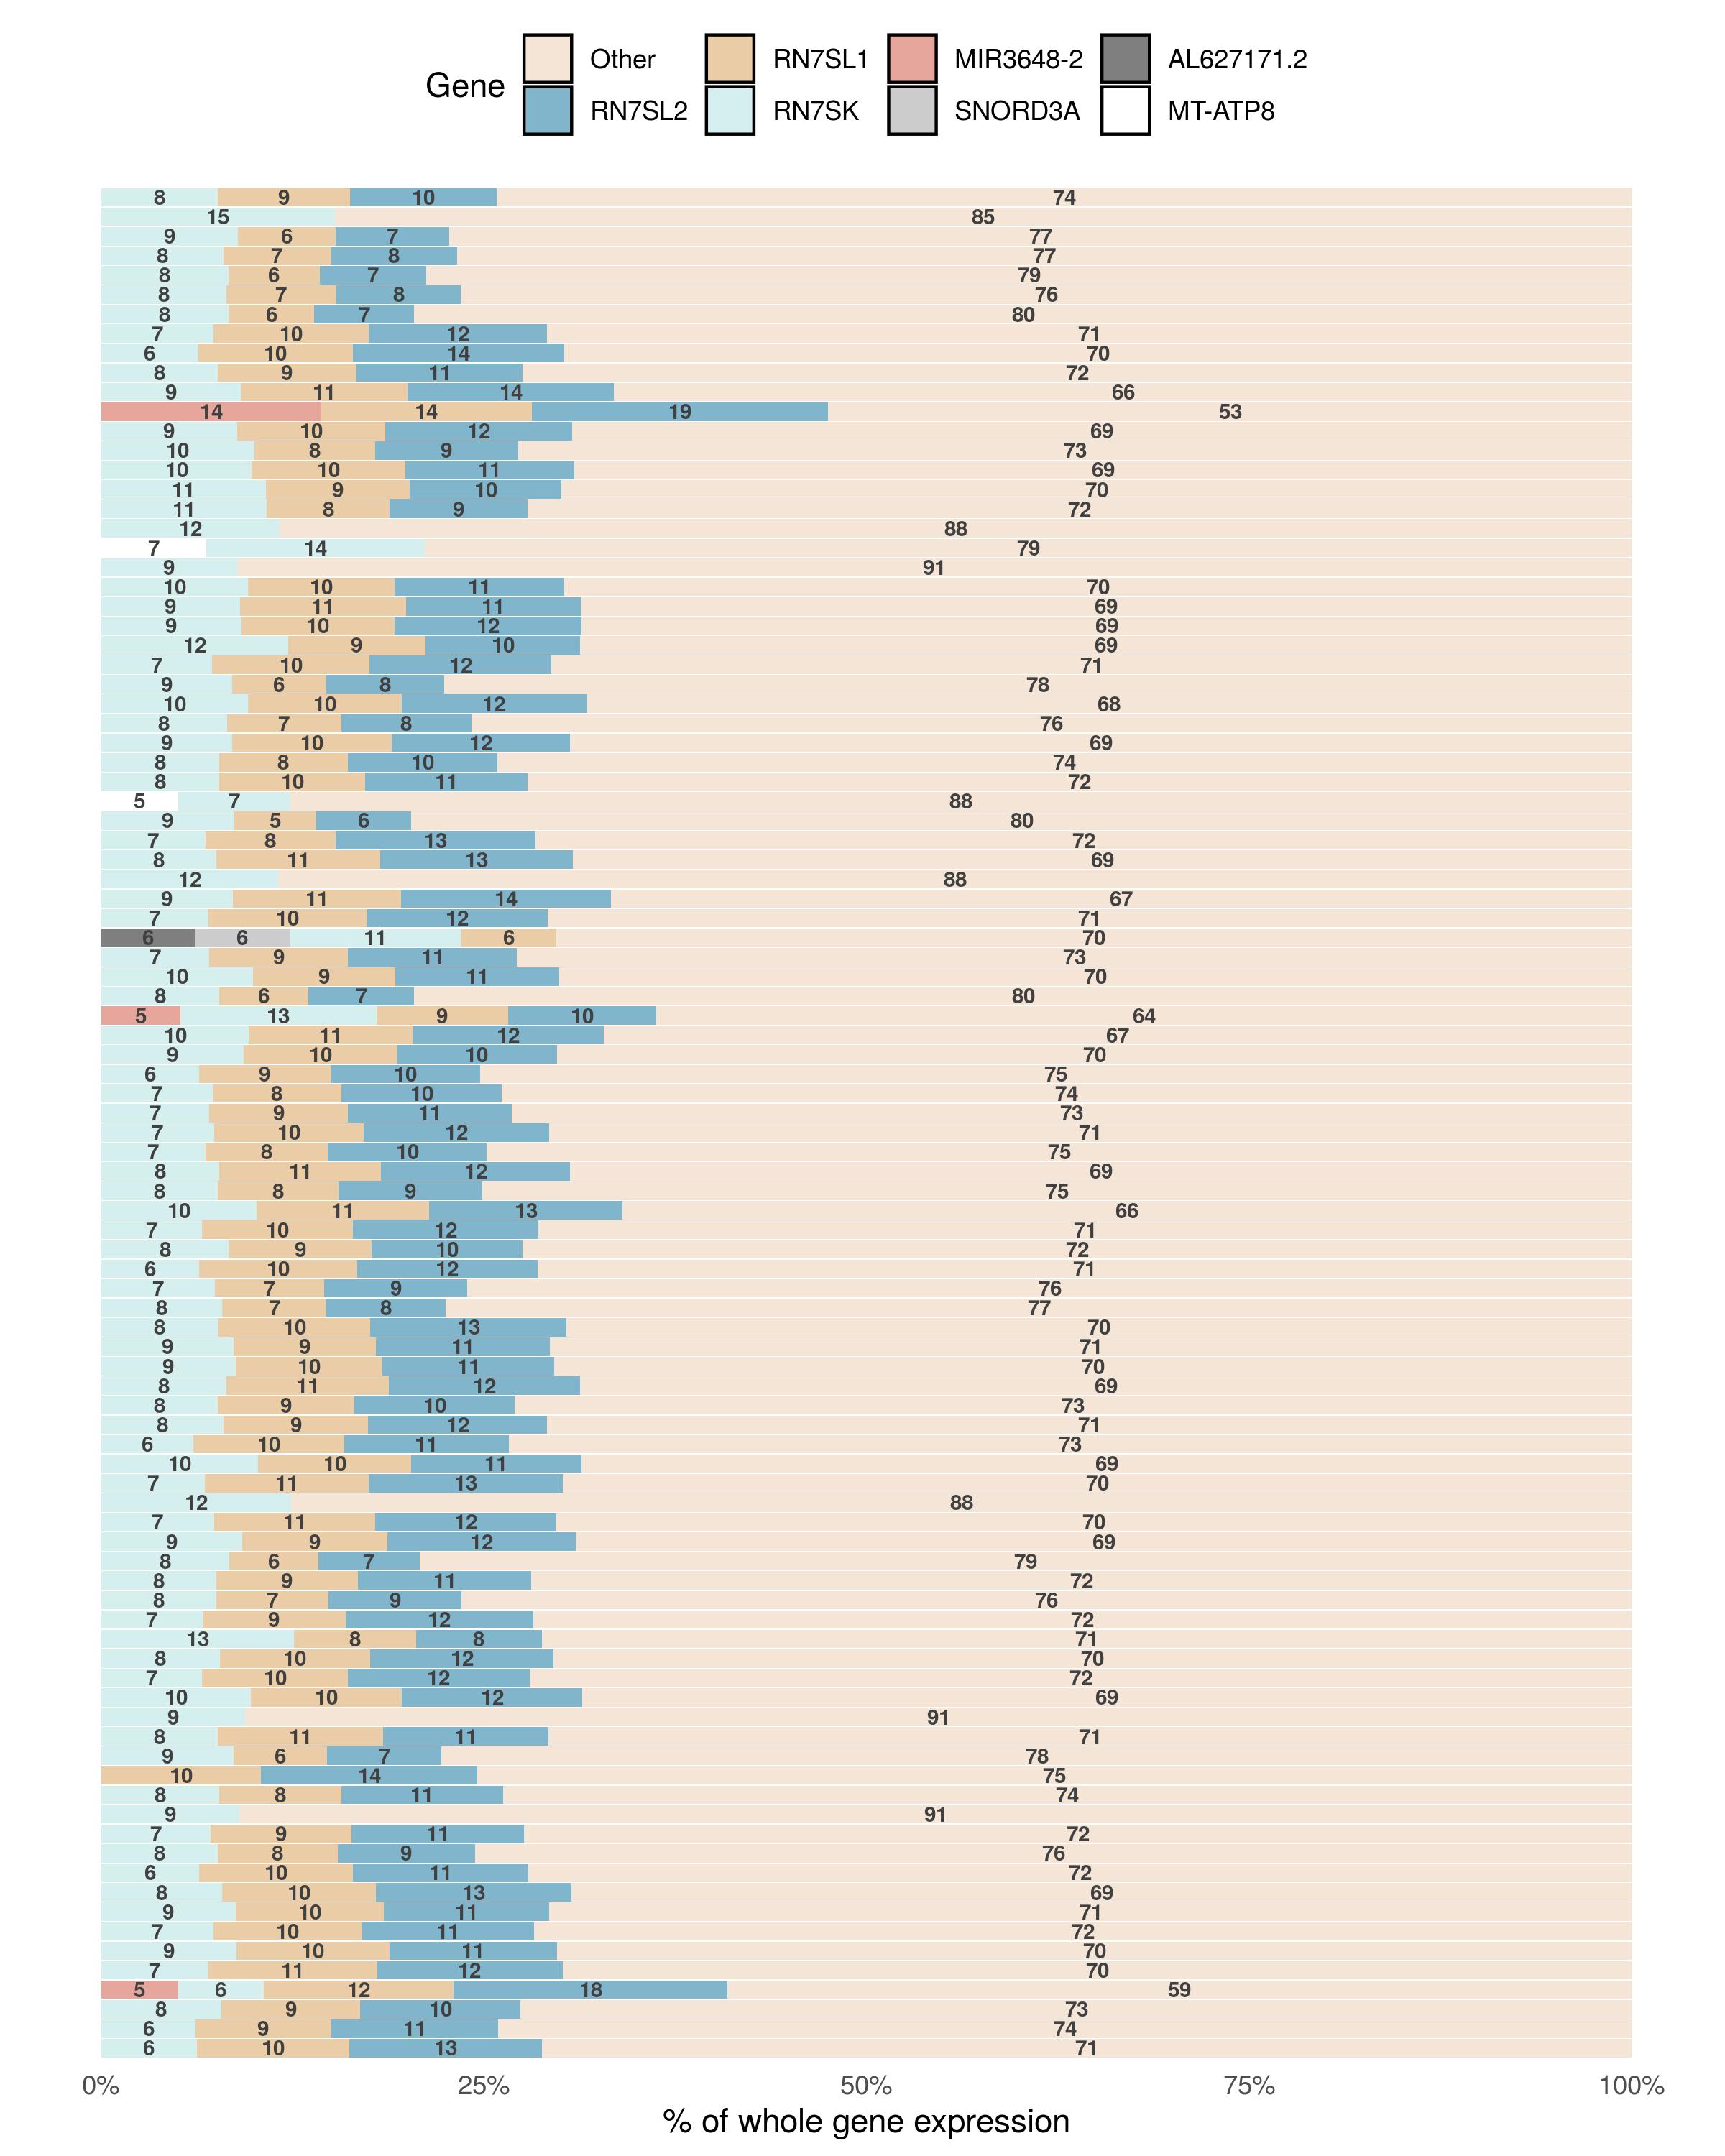 Gene Other RN7SL1 MIR3648-2 AL627171.2
RN7SL2 RN7SK SNORD3A MT-ATP8
8 9 10 74
15 85
9 6 7 77
8 7 8 77
8 6 7 79
8 7 8 76
8 6 7 80
7 10 12 71
6 10 14 70
8 9 11 72
9 11 14 66
14 14 19 53
9 10 12 69
10 8 9 73
10 10 11 69
11 9 10 70
11 8 9 72
12 88
7 14 79
9 91
10 10 11 70
9 11 11 69
9 10 12 69
12 9 10 69
7 10 12 71
9 6 8 78
10 10 12 68
8 7 8 76
9 10 12 69
8 8 10 74
8 10 11 72
5 7 88
9 5 6 80
7 8 13 72
8 11 13 69
12 88
9 11 14 67
7 10 12 71
6 6 11 6 70
7 9 11 73
10 9 11 70
8 6 7 80
5 13 9 10 64
10 11 12 67
9 10 10 70
6 9 10 75
7 8 10 74
7 9 11 73
7 10 12 71
7 8 10 75
8 11 12 69
8 8 9 75
10 11 13 66
7 10 12 71
8 9 10 72
6 10 12 71
7 7 9 76
8 7 8 77
8 10 13 70
9 9 11 71
9 10 11 70
8 11 12 69
8 9 10 73
8 9 12 71
6 10 11 73
10 10 11 69
7 11 13 70
12 88
7 11 12 70
9 9 12 69
8 6 7 79
8 9 11 72
8 7 9 76
7 9 12 72
13 8 8 71
8 10 12 70
7 10 12 72
10 10 12 69
9 91
8 11 11 71
9 6 7 78
10 14 75
8 8 11 74
9 91
7 9 11 72
8 8 9 76
6 10 11 72
8 10 13 69
9 10 11 71
7 10 11 72
9 10 11 70
7 11 12 70
5 6 12 18 59
8 9 10 73
6 9 11 74
6 10 13 71
0% 25% 50% 75% 100%
% of whole gene expression